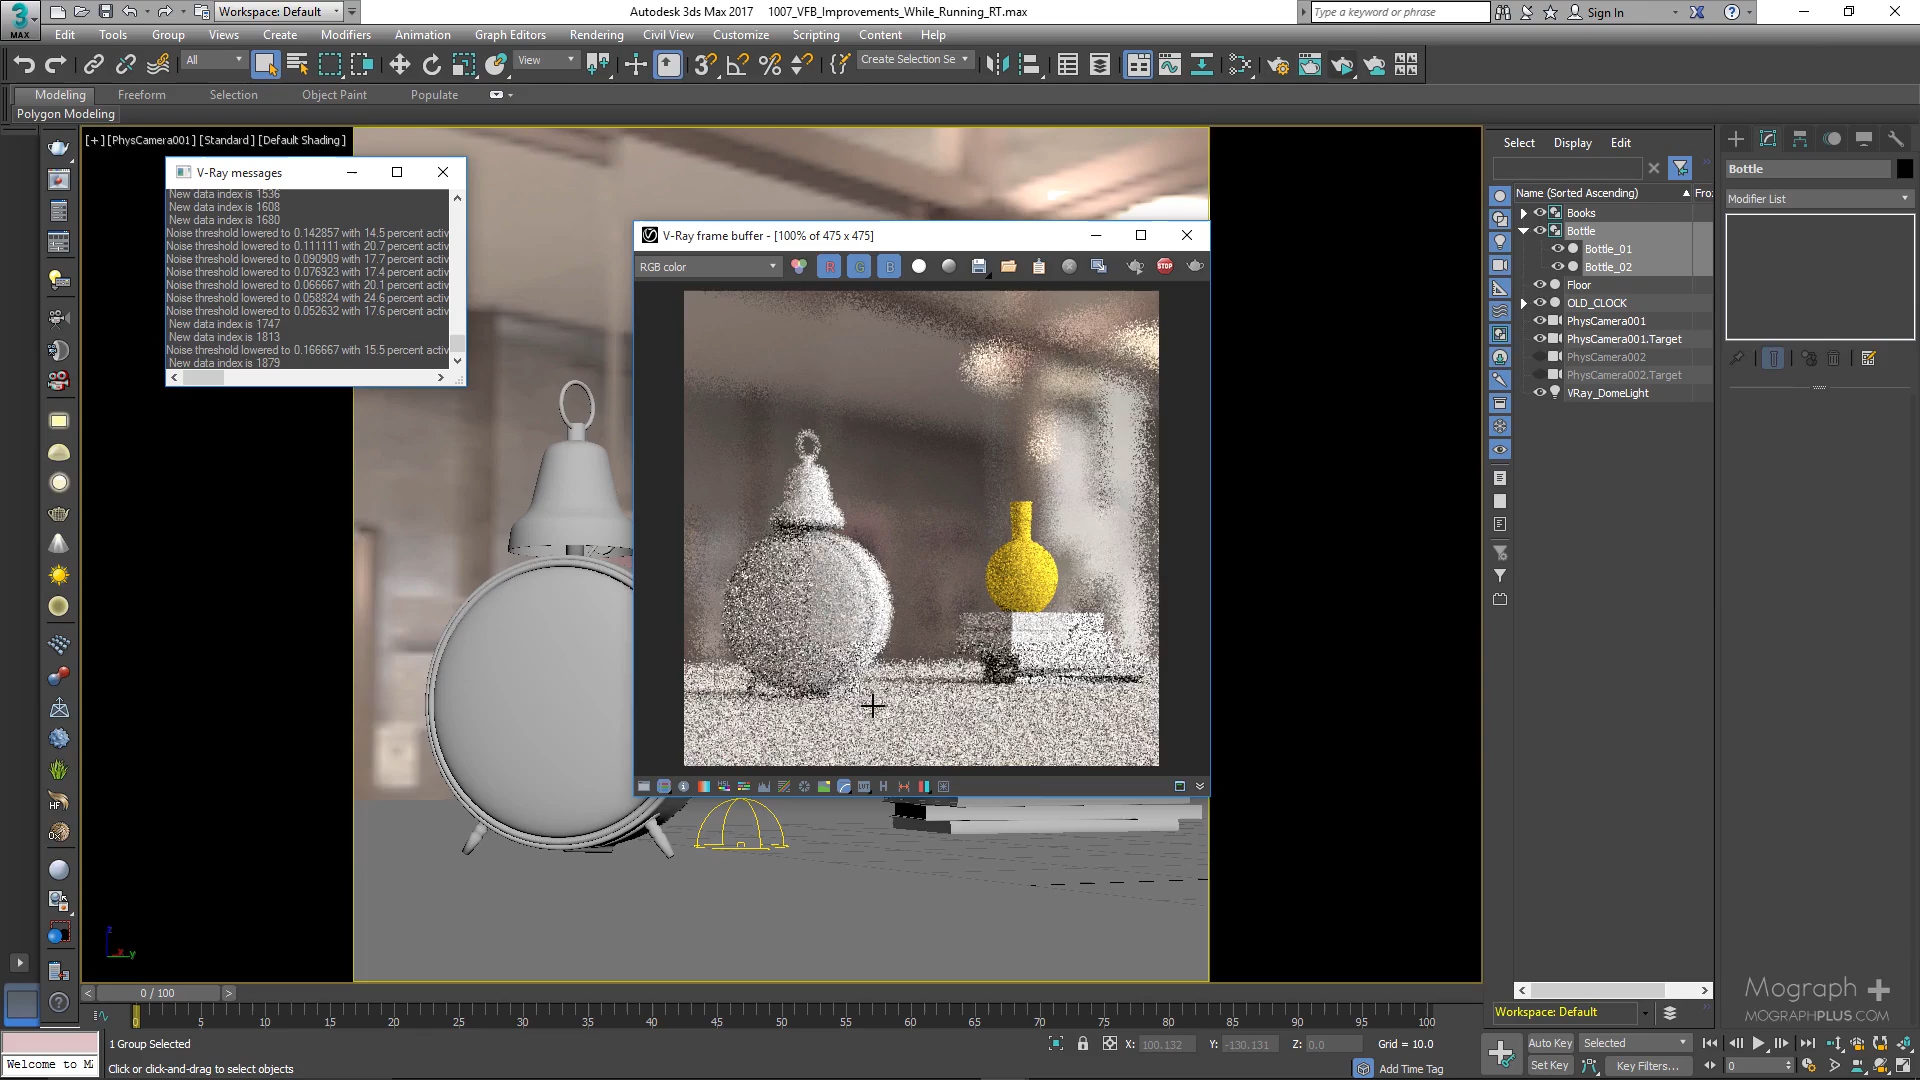 MAX
Workspace: Default
Autodesk 3ds Max 2017 1007_VFB_Improvements_While_Running_RT.max
Type a keyword or phrase
Sign In
Edit Tools Group Views Create Modifiers Animation Graph Editors Rendering Civil View Customize Scripting Content Help
All
View
Create Selection Se
Modeling Freeform Selection Object Paint Populate
Polygon Modeling
[+] [PhysCamera001] [Standard] [Default Shading]
V-Ray messages
New data index is 1536
New data index is 1608
New data index is 1680
Noise threshold lowered to 0.142857 with 14.5 percent activ
Noise threshold lowered to 0.111111 with 20.7 percent activ
Noise threshold lowered to 0.090909 with 17.7 percent activ
Noise threshold lowered to 0.076923 with 17.4 percent activ
Noise threshold lowered to 0.066667 with 20.1 percent activ
Noise threshold lowered to 0.058824 with 24.6 percent activ
Noise threshold lowered to 0.052632 with 17.6 percent activ
New data index is 1747
New data index is 1813
Noise threshold lowered to 0.166667 with 15.5 percent activ
New data index is 1879
V-Ray frame buffer - [100% of 475 x 475]
RGB color
R G B
STOP
HSL
LUT
H
Select Display Edit
Name (Sorted Ascending)
Fro
Books
Bottle
Bottle_01
Bottle_02
Floor
OLD_CLOCK
PhysCamera001
PhysCamera001.Target
PhysCamera002
PhysCamera002.Target
VRay_DomeLight
Bottle
Modifier List
HF
z
x
y
0 / 100
0 5 10 15 20 25 30 35 40 45 50 55 60 65 70 75 80 85 90 95 100
Workspace: Default
Mograph
MOGRAPHPLUS.COM
1 Group Selected
Welcome to M
Click or click-and-drag to select objects
X: 100.132 Y: -130.131 Z: 0.0 Grid = 10.0
Add Time Tag
Auto Key
Selected
Set Key
Key Filters...
0